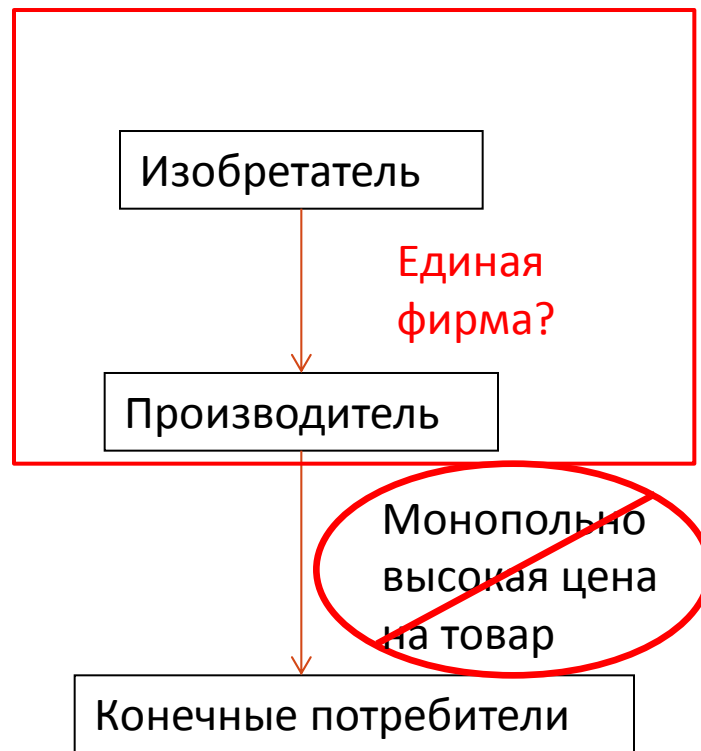 Изобретатель
Единая
фирма?
Производитель
Монопольно
высокая цена
на товар
Конечные потребители